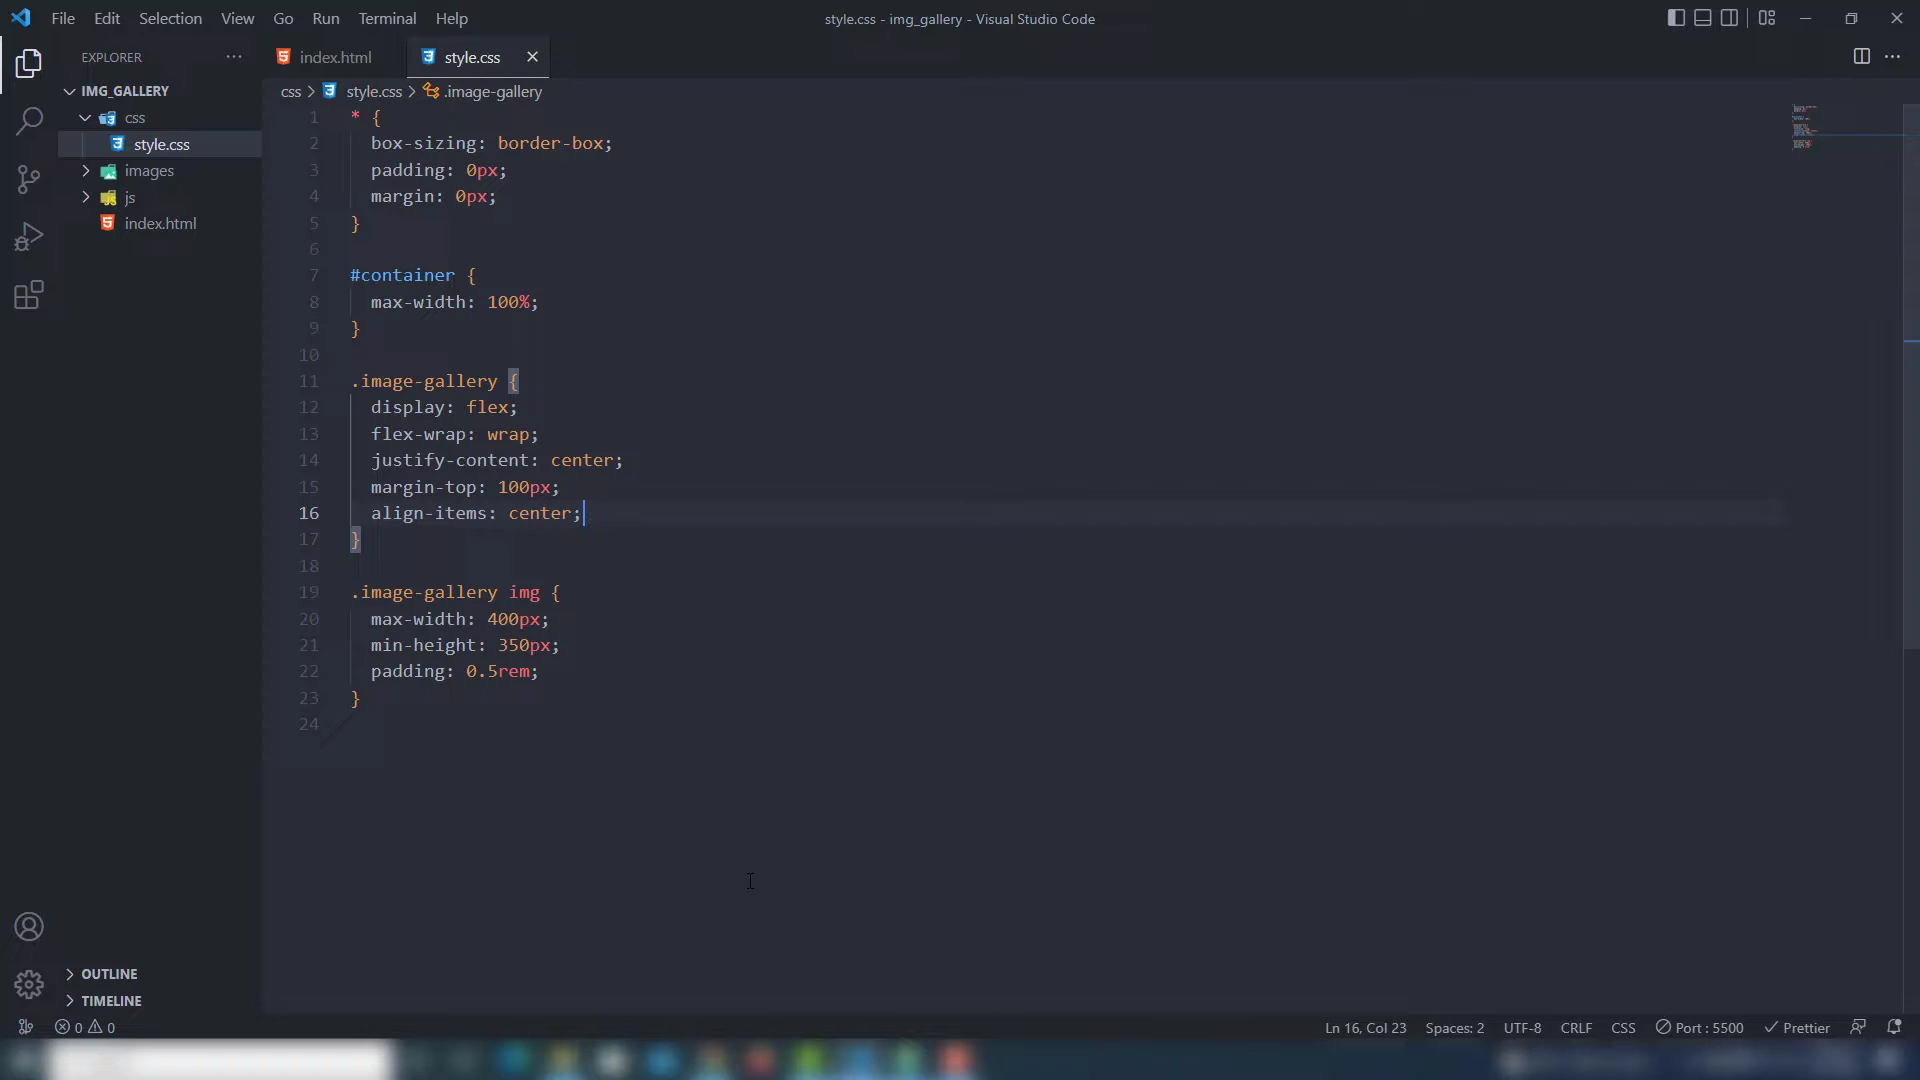 File Edit Selection View Go Run Terminal Help
style.css - img_gallery - Visual Studio Code
EXPLORER
index.html
style.css
IMG_GALLERY
css
style.css
images
js
index.html
css > style.css > .image-gallery
1 * {
2 box-sizing: border-box;
3 padding: 0px;
4 margin: 0px;
5 }
6
7 #container {
8 max-width: 100%;
9 }
10
11 .image-gallery {
12 display: flex;
13 flex-wrap: wrap;
14 justify-content: center;
15 margin-top: 100px;
16 align-items: center;
17 }
18
19 .image-gallery img {
20 max-width: 400px;
21 min-height: 350px;
22 padding: 0.5rem;
23 }
24
OUTLINE
TIMELINE
0 0
Ln 16, Col 23 Spaces: 2 UTF-8 CRLF CSS Port : 5500 Prettier